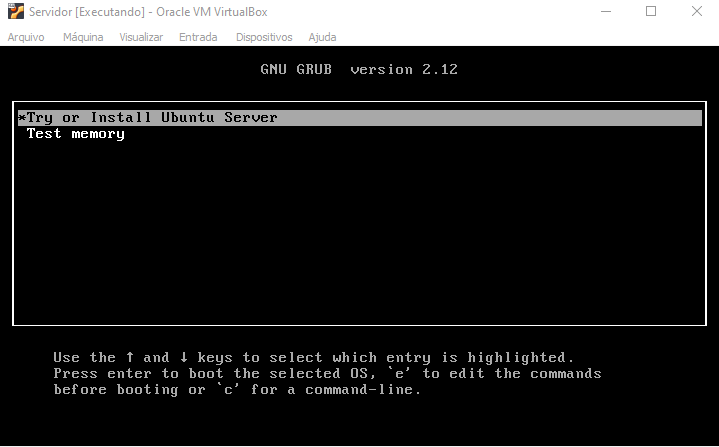 Servidor [Executando] - Oracle VM VirtualBox
Arquivo Máquina Visualizar Entrada Dispositivos Ajuda
GNU GRUB version 2.12
*Try or Install Ubuntu Server
Test memory
Use the ↑ and ↓ keys to select which entry is highlighted.
Press enter to boot the selected OS, `e' to edit the commands
before booting or `c' for a command-line.